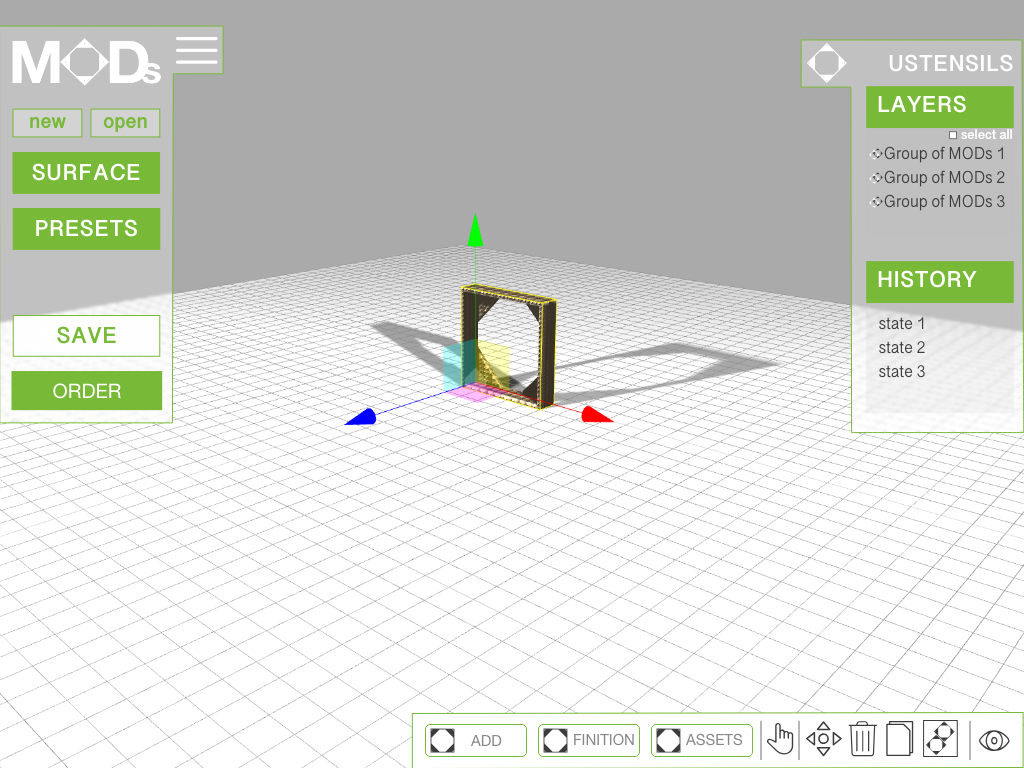 MODs
new open
SURFACE
PRESETS
SAVE
ORDER
USTENSILS
LAYERS
select all
Group of MODs 1
Group of MODs 2
Group of MODs 3
HISTORY
state 1
state 2
state 3
ADD FINITION ASSETS